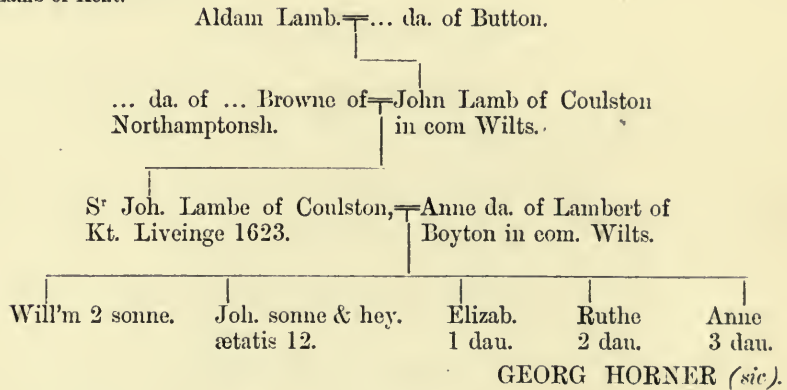 Aldam Lamb. ... da. of Button.
... da. of ... Browne of John Lamb of Coulston
Northamptonsh. in com Wilts.
Sʳ Joh. Lambe of Coulston, Anne da. of Lambert of
Kt. Liveinge 1623. Boyton in com. Wilts.
Will'm 2 sonne. Joh. sonne & hey. Elizab. Ruthe Anne
ætatis 12. 1 dau. 2 dau. 3 dau.
GEORG HORNER (sic).